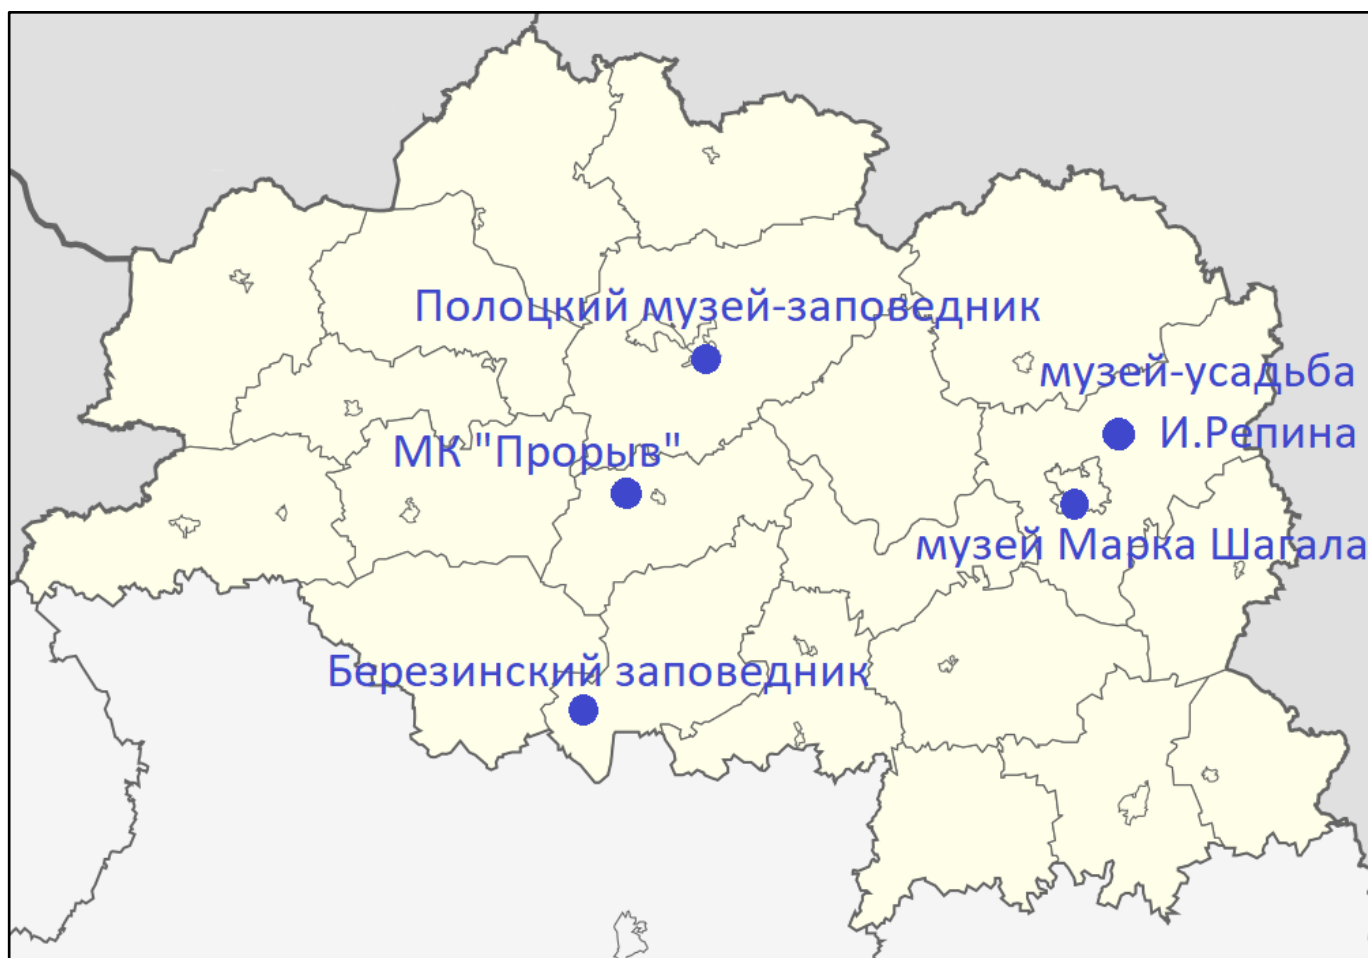 Полоцкий музей-заповедник
музей-усадьба
И.Репина
МК "Прорыв"
музей Марка Шагала
Березинский заповедник